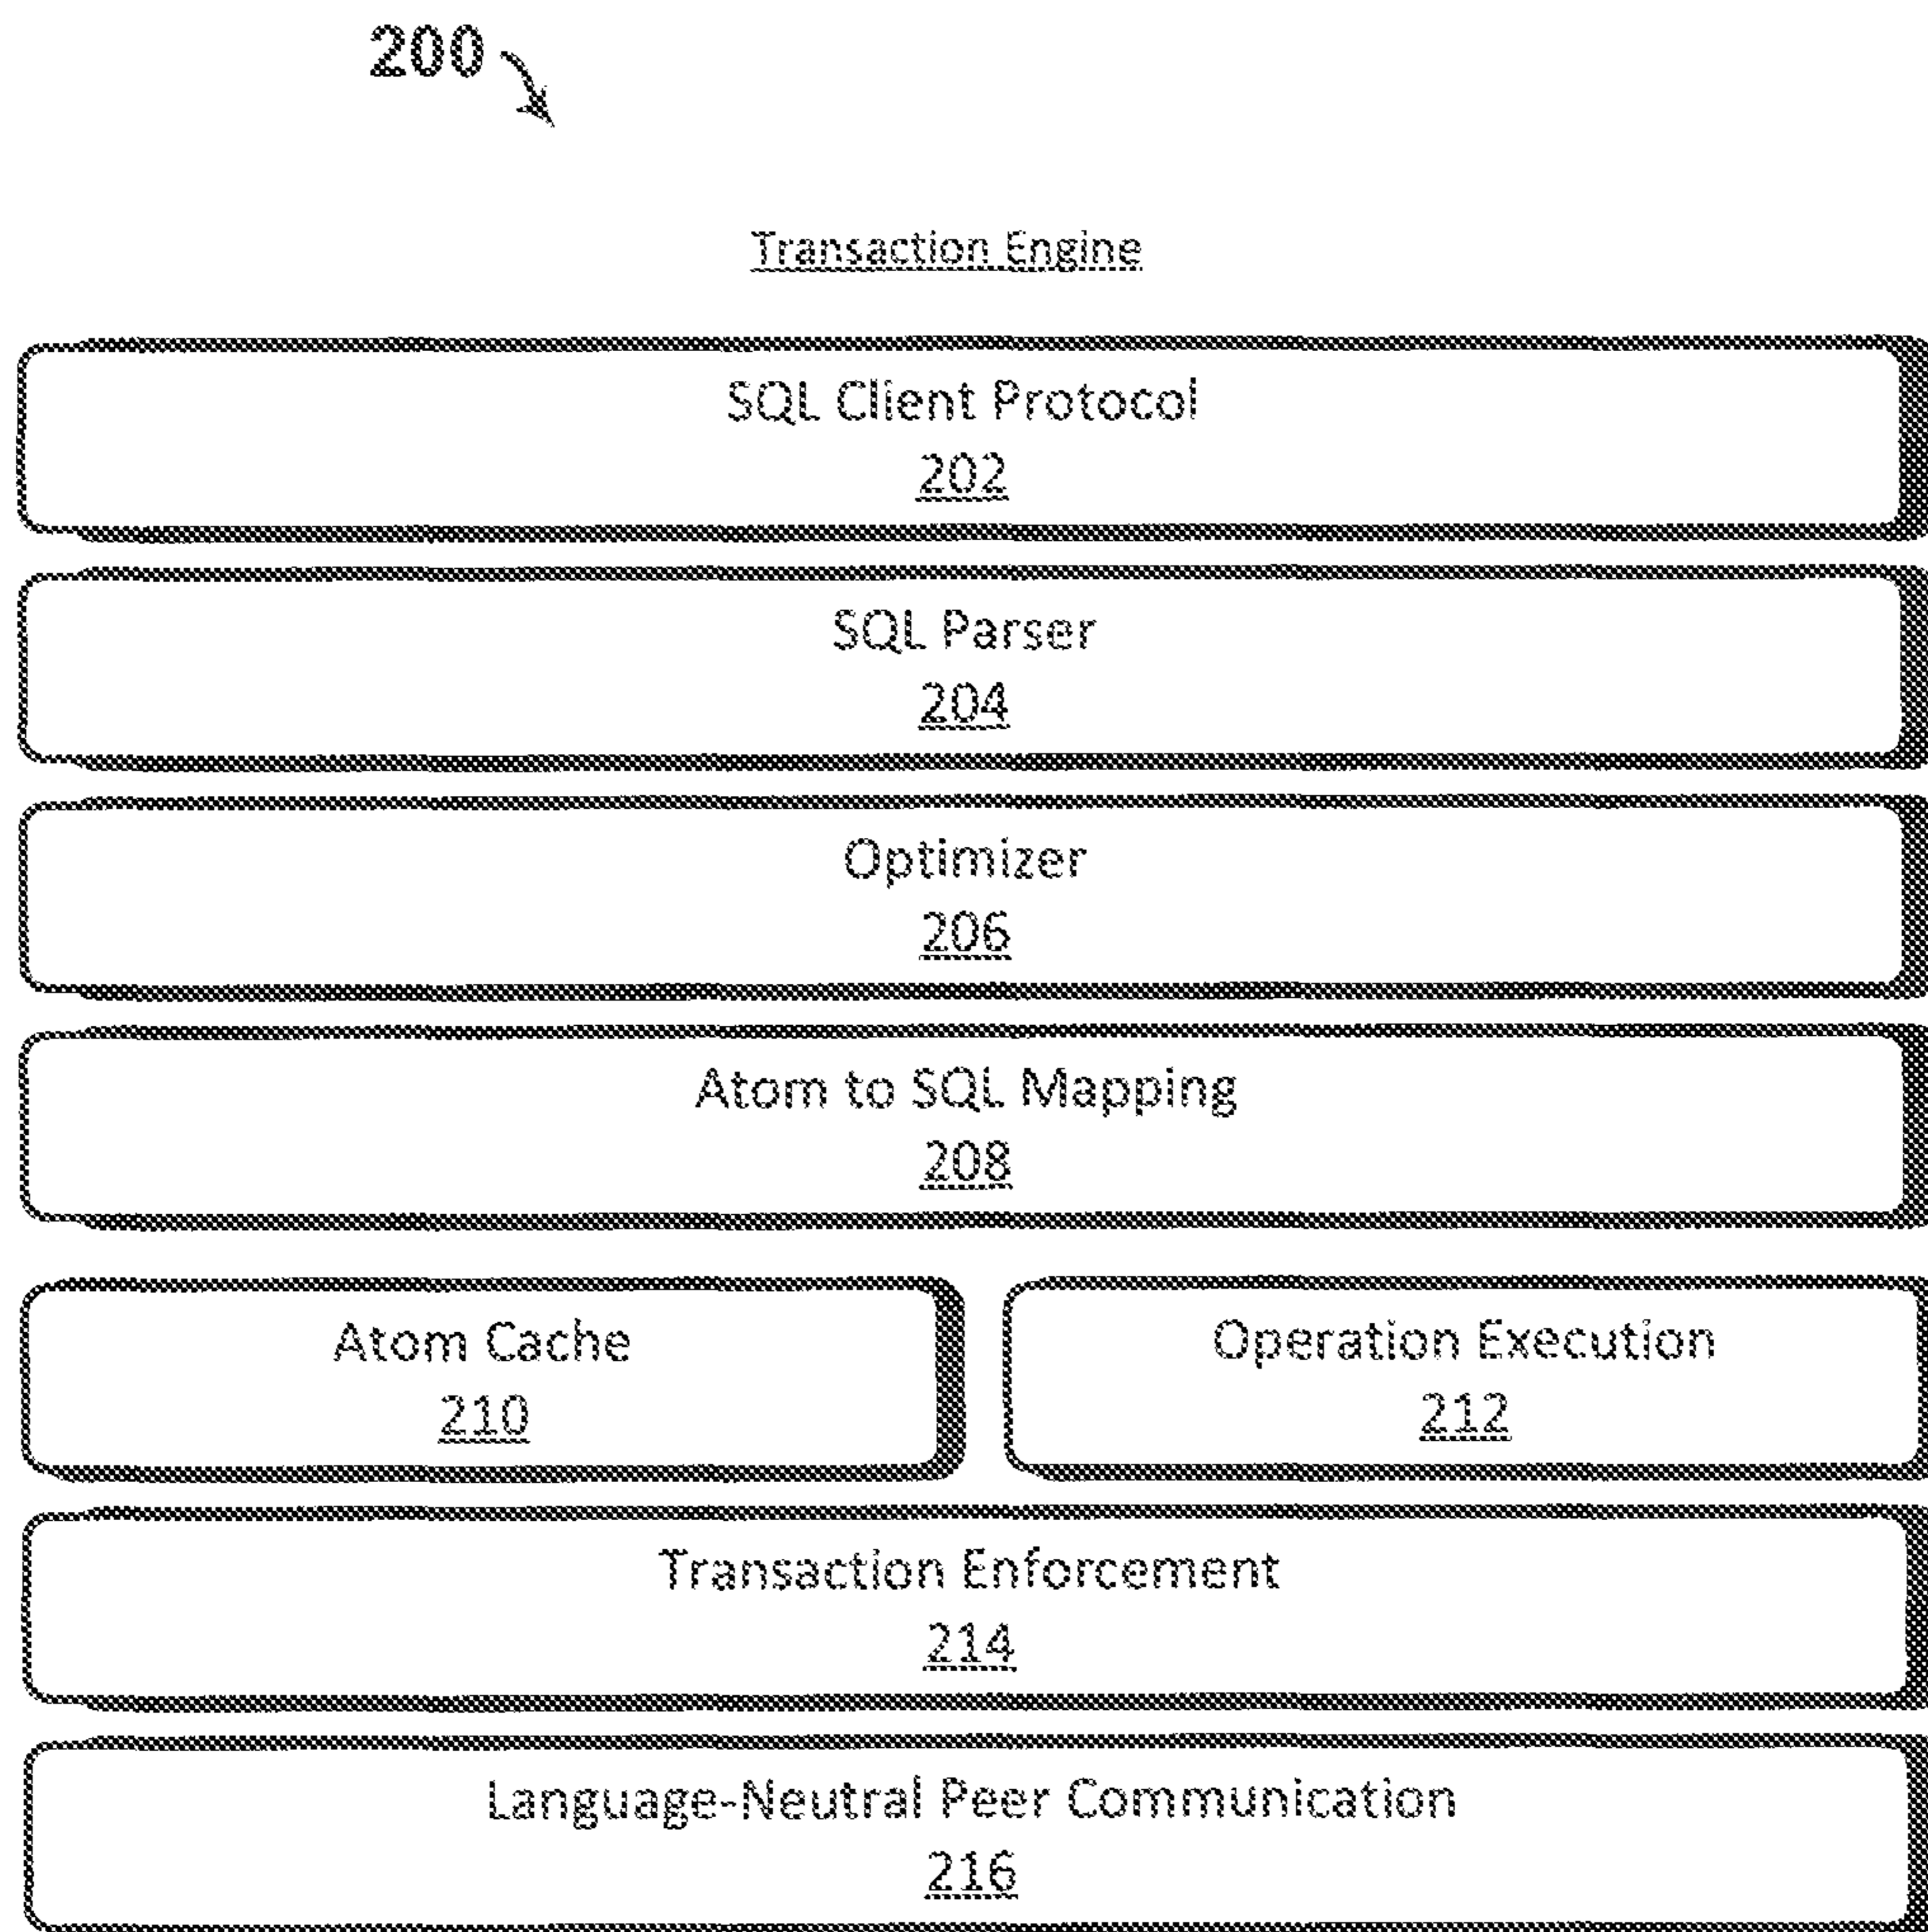 200
Transaction Engine
SQL Client Protocol
202
SQL Parser
204
Optimizer
206
Atom to SQL Mapping
208
Atom Cache
210
Operation Execution
212
Transaction Enforcement
214
Language-Neutral Peer Communication
216